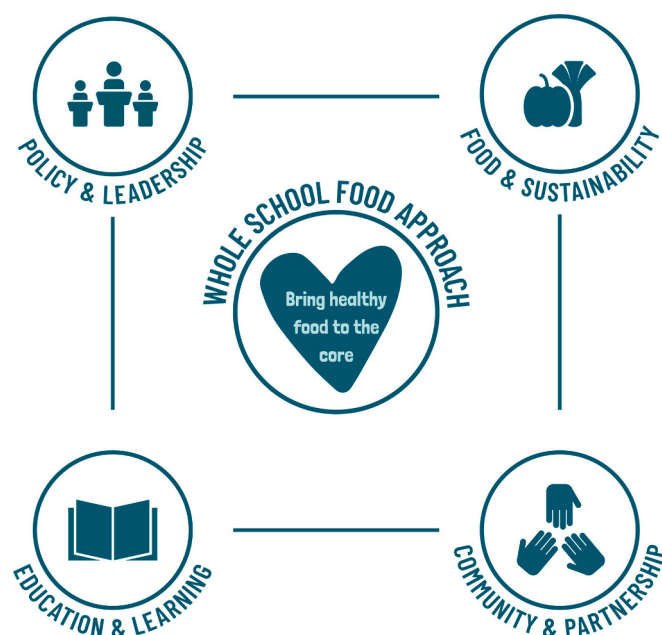 POLICY & LEADERSHIP
FOOD & SUSTAINABILITY
WHOLE SCHOOL FOOD APPROACH
Bring healthy
food to the
core
EDUCATION & LEARNING
COMMUNITY & PARTNERSHIP